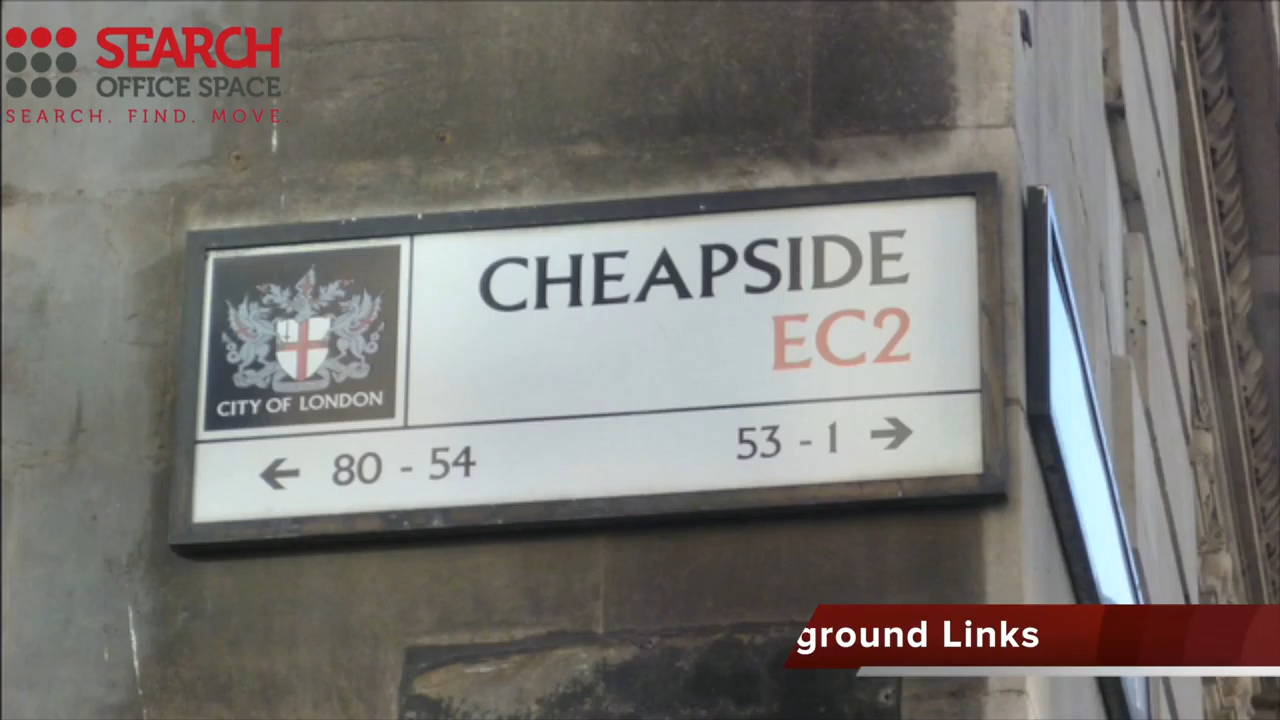 SEARCH
OFFICE SPACE
SEARCH. FIND. MOVE.
CHEAPSIDE
EC2
CITY OF LONDON
← 80 - 54
53 - 1 →
ground Links